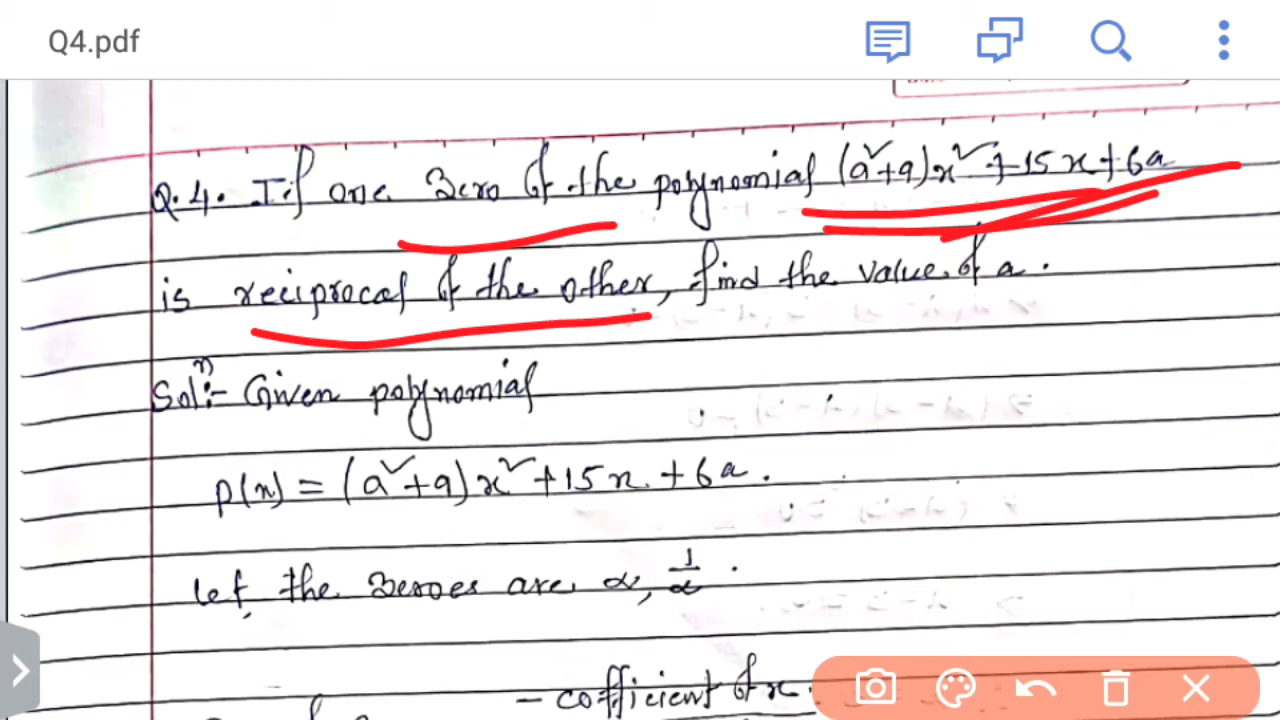 Q4.pdf
Q.4. If one zero of the polynomial (a²+9)x²+15x+6a
is reciprocal of the other, find the value of a.
Solⁿ:- Given polynomial
p(x) = (a²+9)x²+15x+6a.
let the zeroes are α, 1/α.
- cofficient of x